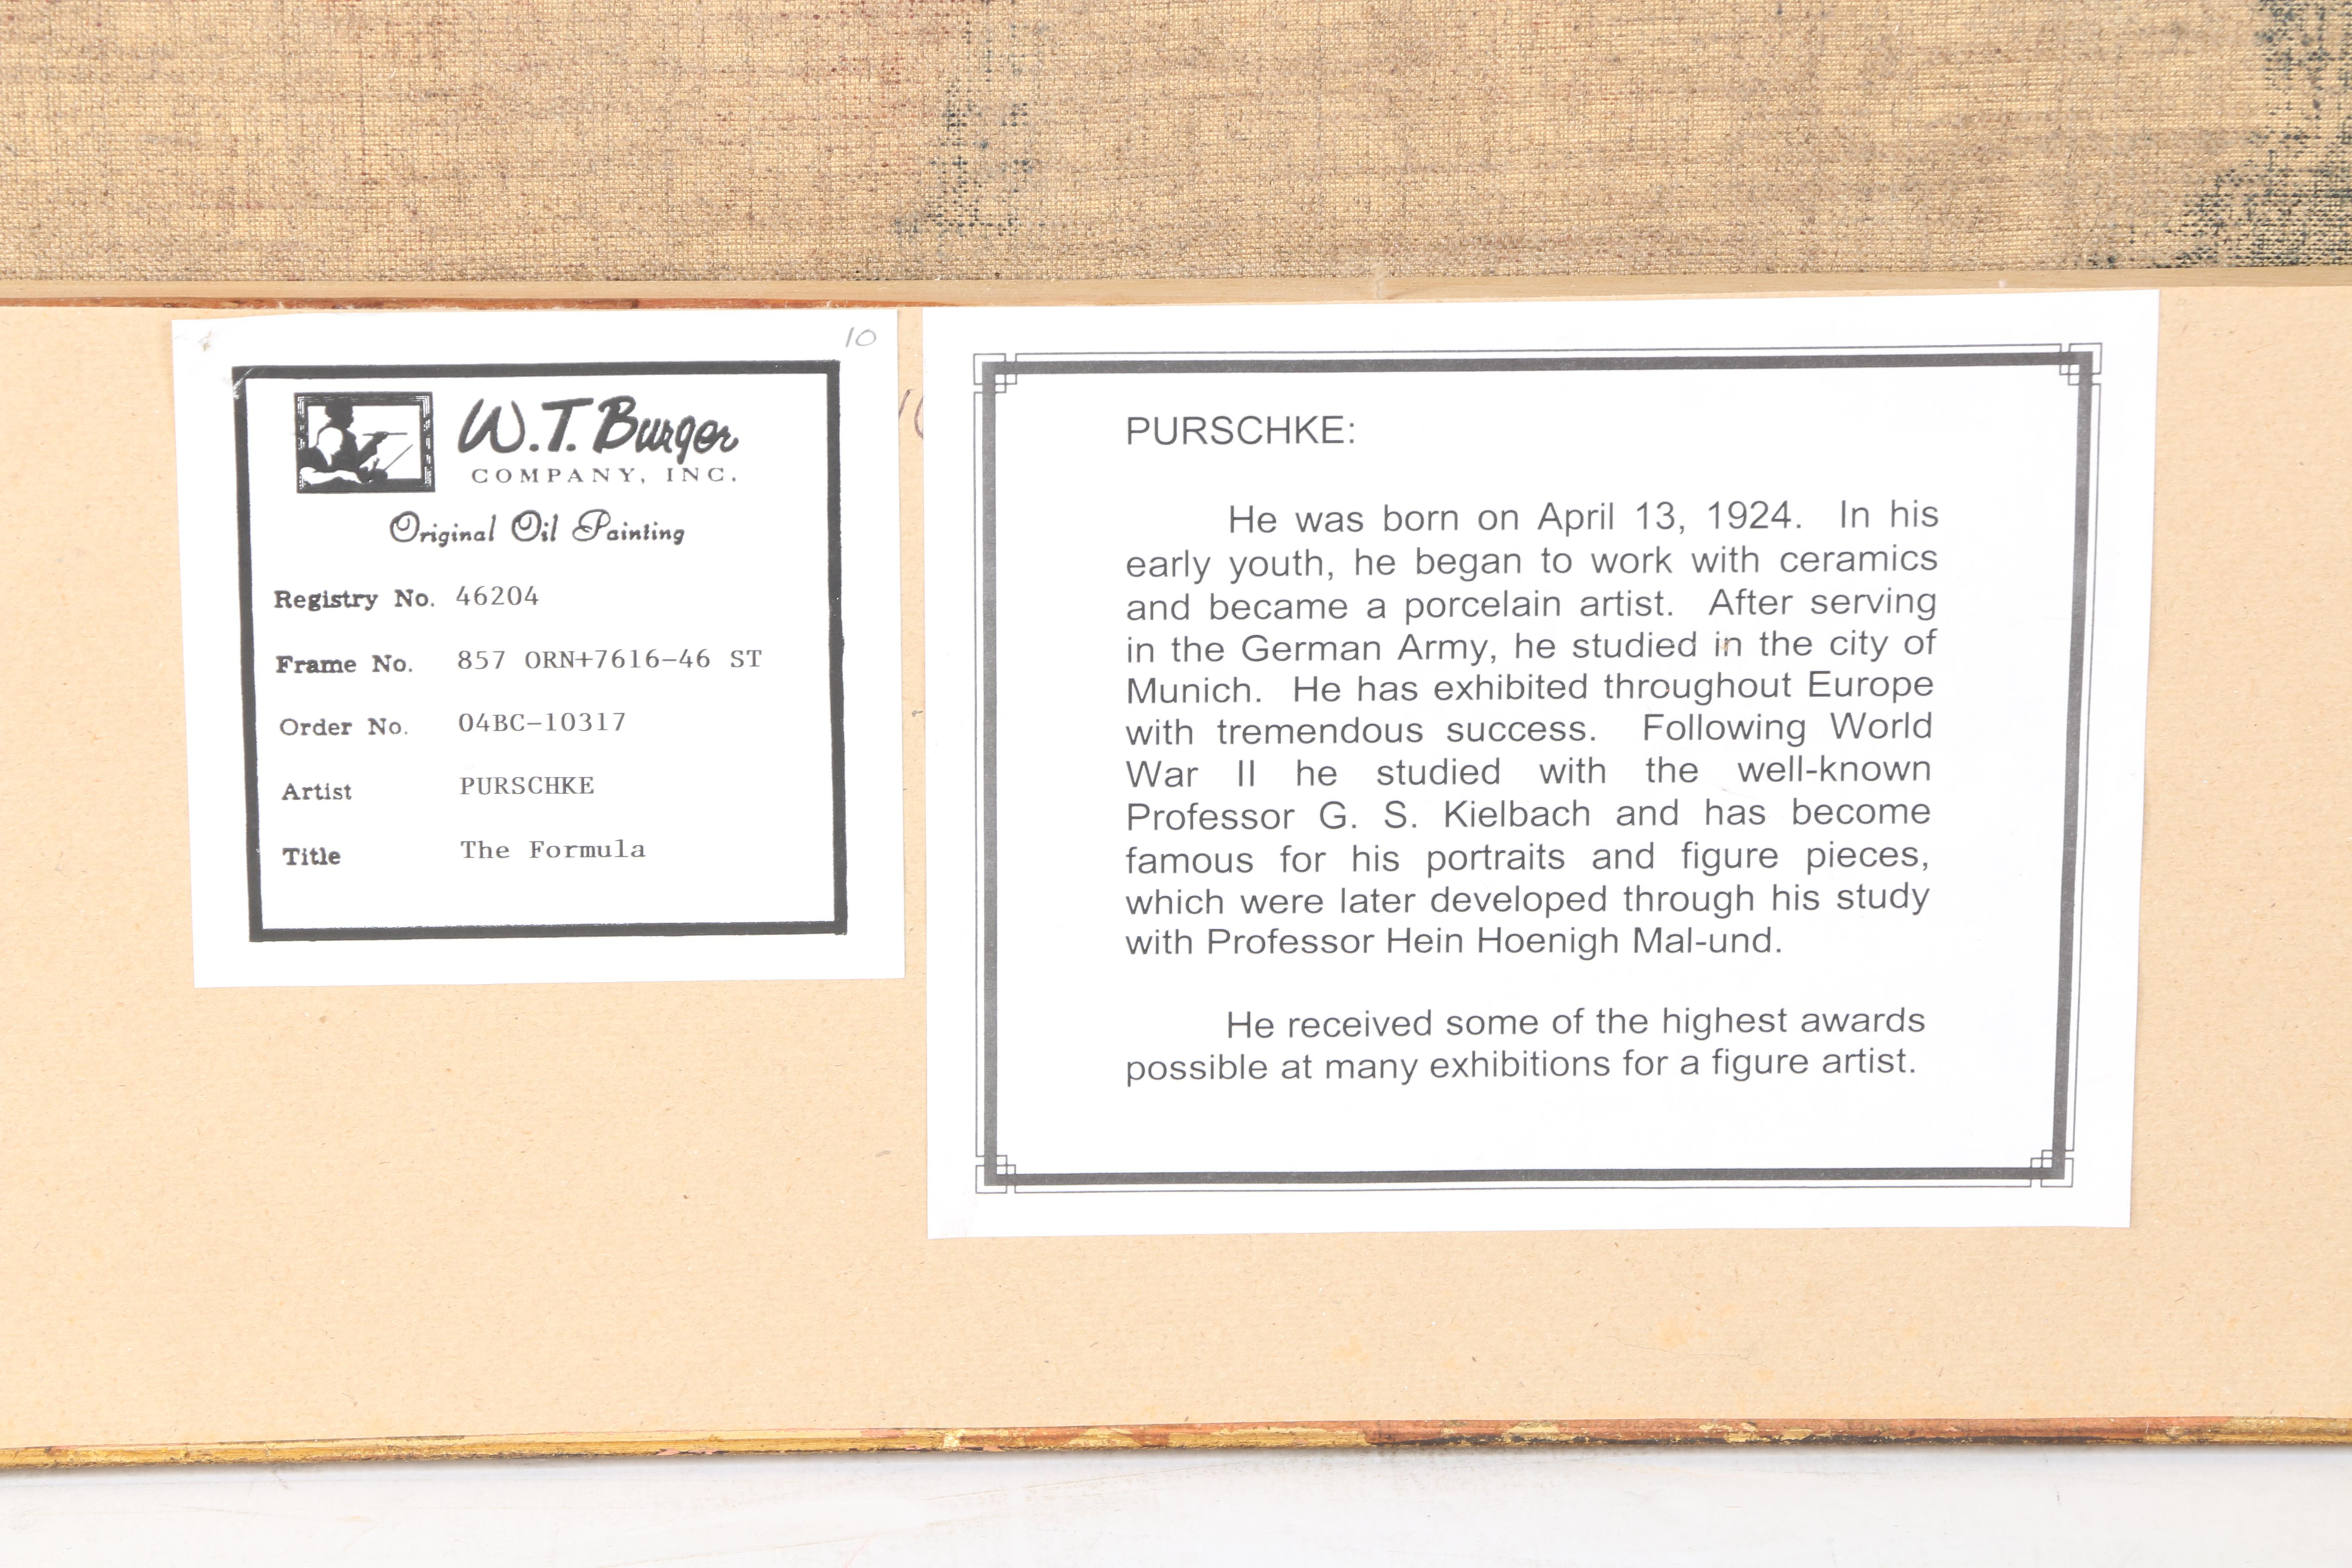 10
W.T. Burger
COMPANY, INC.
Original Oil Painting
Registry No. 46204
Frame No. 857 ORN+7616-46 ST
Order No. 04BC-10317
Artist PURSCHKE
Title The Formula
PURSCHKE:
He was born on April 13, 1924. In his
early youth, he began to work with ceramics
and became a porcelain artist. After serving
in the German Army, he studied in the city of
Munich. He has exhibited throughout Europe
with tremendous success. Following World
War II he studied with the well-known
Professor G. S. Kielbach and has become
famous for his portraits and figure pieces,
which were later developed through his study
with Professor Hein Hoenigh Mal-und.
He received some of the highest awards
possible at many exhibitions for a figure artist.